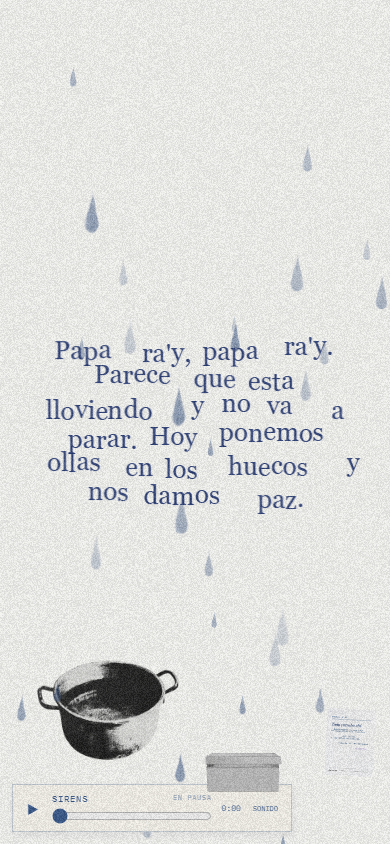 Papa ra'y, papa ra'y.
Parece que esta
lloviendo y no va a
parar. Hoy ponemos
ollas en los huecos y
nos damos paz.
SIRENS
EN PAUSA
0:00
SONIDO